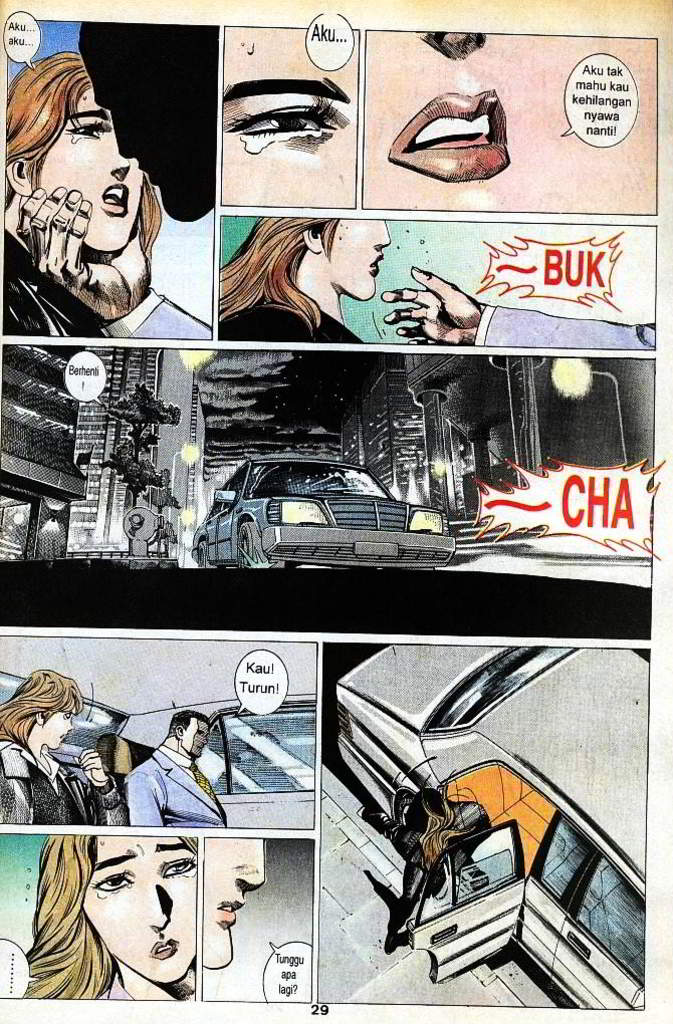 Aku...
aku...
Aku...
Aku tak
mahu kau
kehilangan
nyawa
nanti!
~BUK
Berhenti
!
~CHA
Kau!
Turun!
.......
Tunggu
apa
lagi?
29